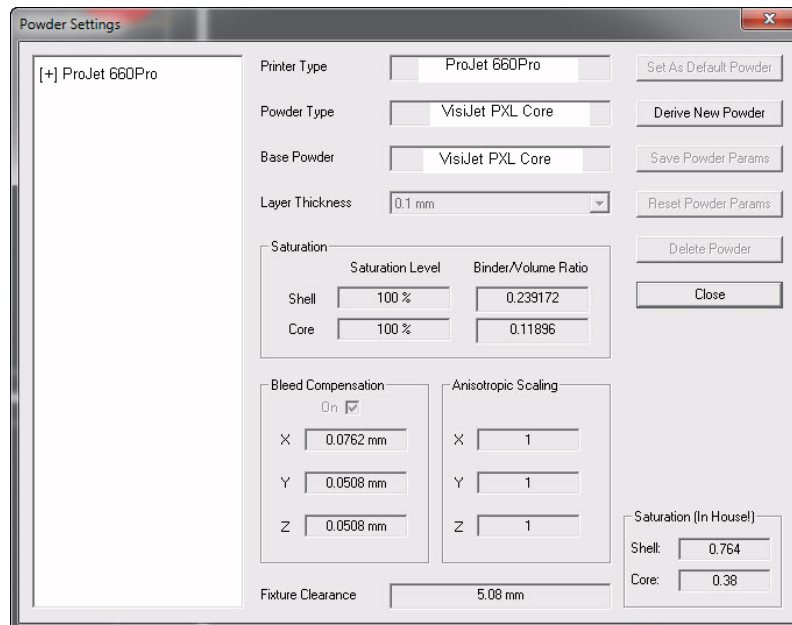 Powder Settings
[+] ProJet 660Pro
Printer Type ProJet 660Pro
Powder Type VisiJet PXL Core
Base Powder VisiJet PXL Core
Layer Thickness 0.1 mm
Saturation
Saturation Level Binder/Volume Ratio
Shell 100 % 0.239172
Core 100 % 0.11896
Bleed Compensation
On
X 0.0762 mm
Y 0.0508 mm
Z 0.0508 mm
Anisotropic Scaling
X 1
Y 1
Z 1
Fixture Clearance 5.08 mm
Set As Default Powder
Derive New Powder
Save Powder Params
Reset Powder Params
Delete Powder
Close
Saturation (In House!)
Shell: 0.764
Core: 0.38